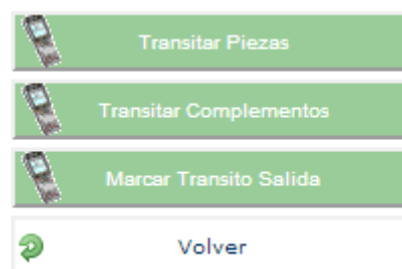 Transitar Piezas
Transitar Complementos
Marcar Transito Salida
Volver